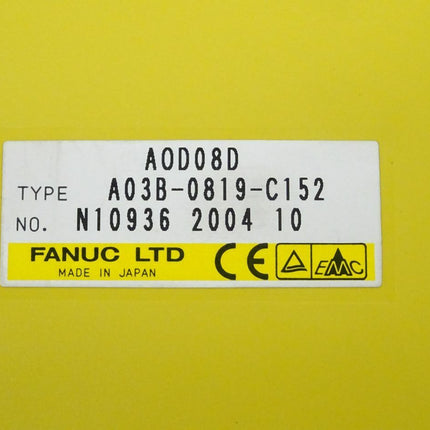 AOD08D
TYPE A03B-0819-C152
NO. N10936 2004 10
FANUC LTD
MADE IN JAPAN
CE
EMC